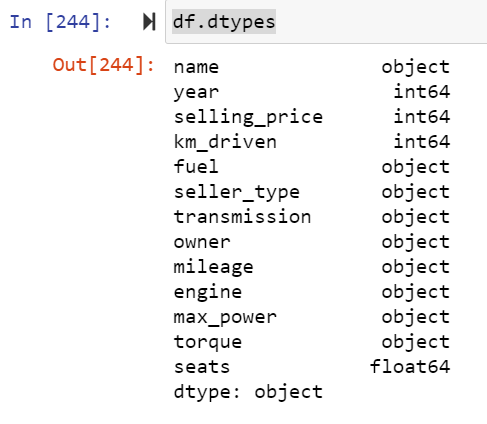 In [244]: df.dtypes
Out[244]:
name object
year int64
selling_price int64
km_driven int64
fuel object
seller_type object
transmission object
owner object
mileage object
engine object
max_power object
torque object
seats float64
dtype: object